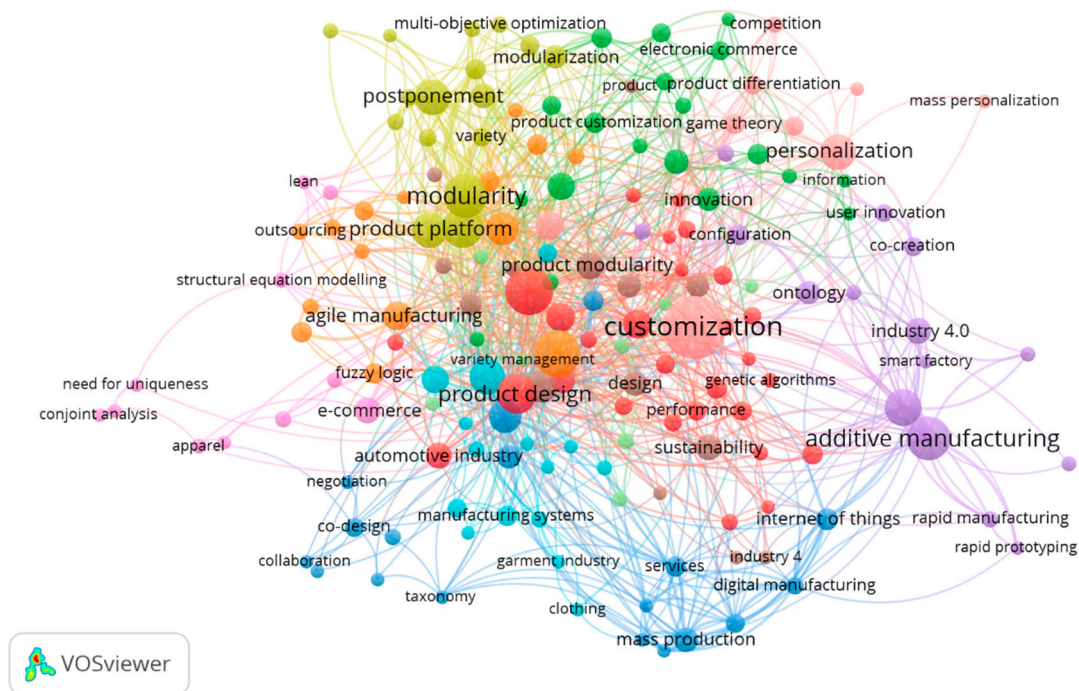 multi-objective optimization
competition
modularization
electronic commerce
product
product differentiation
postponement
mass personalization
product customization
game theory
variety
personalization
lean
information
modularity
innovation
user innovation
outsourcing
product platform
configuration
co-creation
product modularity
structural equation modelling
ontology
agile manufacturing
customization
industry 4.0
variety management
smart factory
fuzzy logic
need for uniqueness
design
genetic algorithms
product design
conjoint analysis
e-commerce
performance
additive manufacturing
apparel
sustainability
automotive industry
negotiation
manufacturing systems
internet of things
rapid manufacturing
co-design
rapid prototyping
collaboration
garment industry
services
industry 4
digital manufacturing
taxonomy
clothing
mass production
VOSviewer